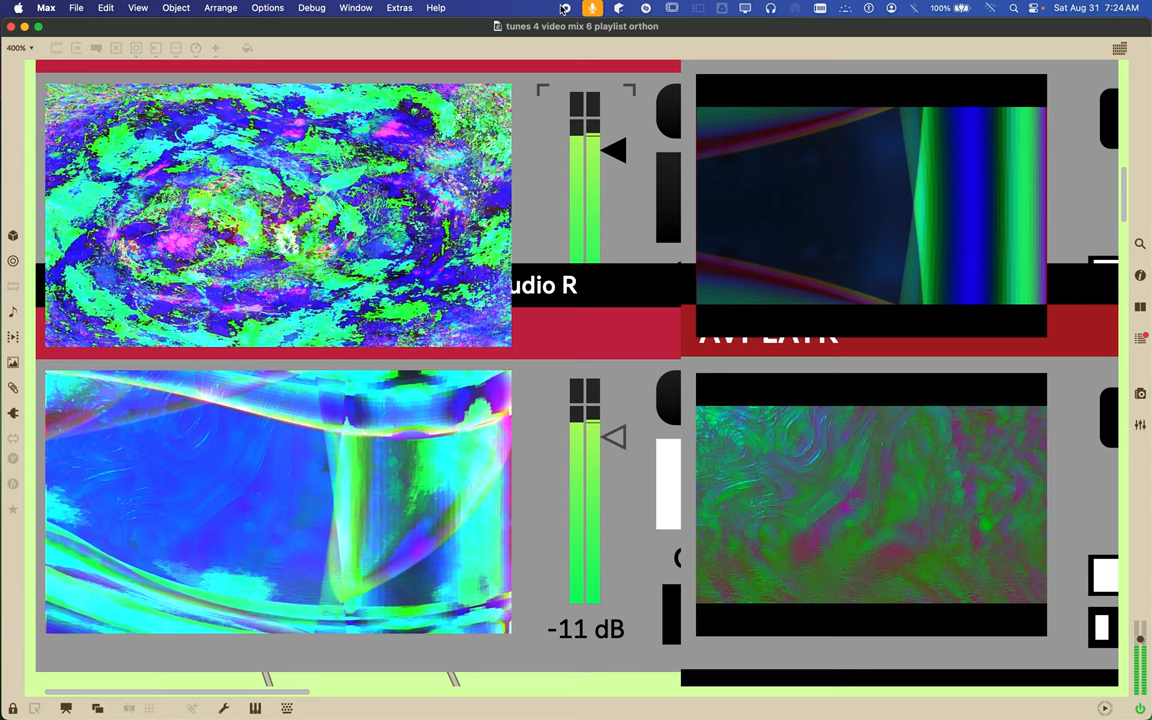 Max File Edit View Object Arrange Options Debug Window Extras Help 100% Sat Aug 31 7:24 AM
tunes 4 video mix 6 playlist orthon
400%
udio R
-11 dB